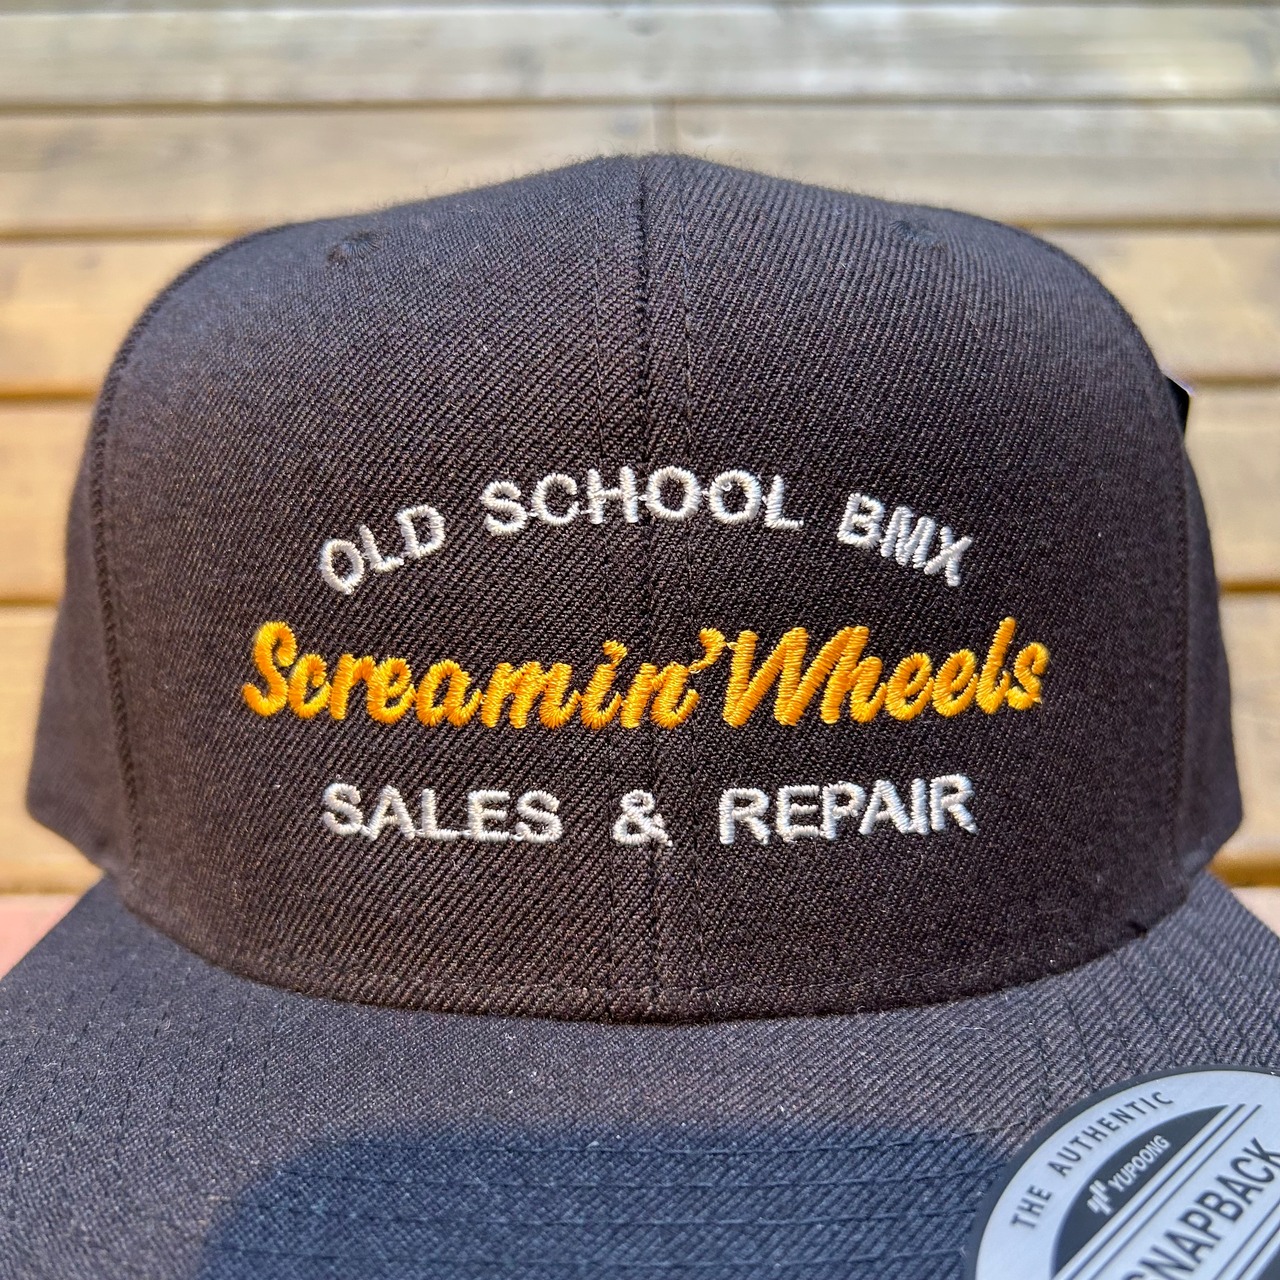 OLD SCHOOL BMX
Screamin' Wheels
SALES & REPAIR
THE AUTHENTIC
YUPOONG
SNAPBACK